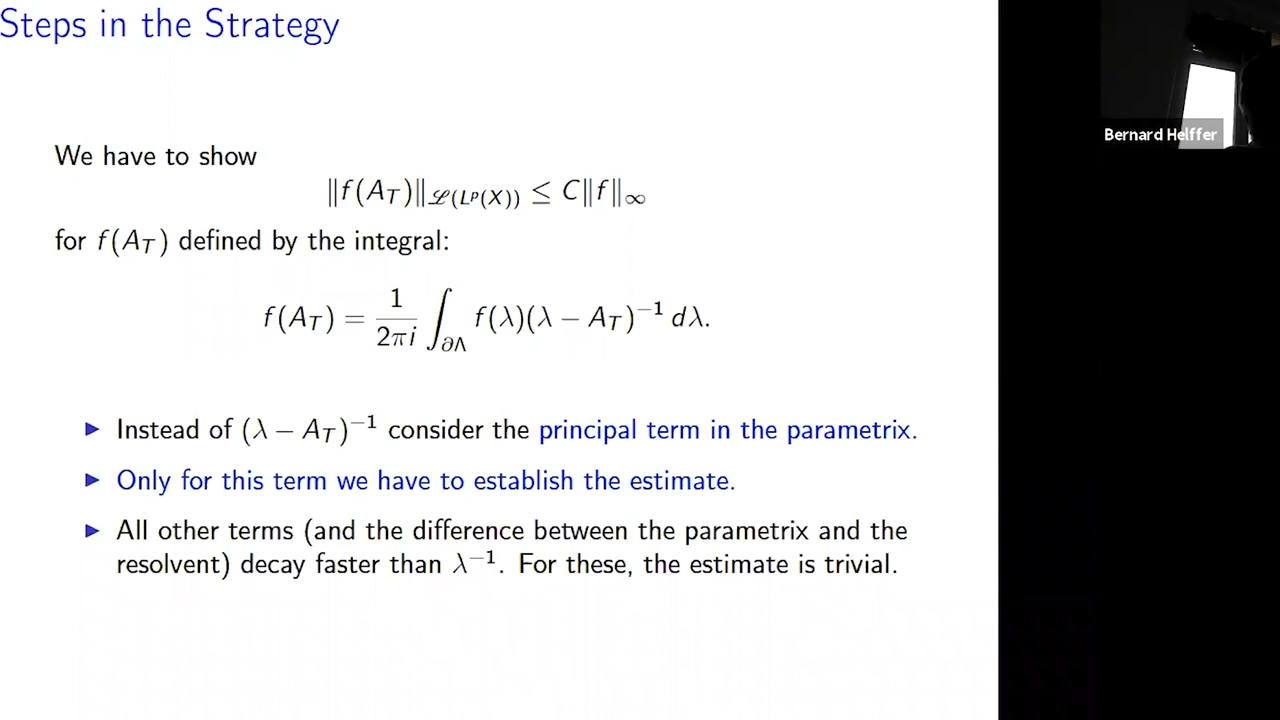 Steps in the Strategy
We have to show
‖f(A_T)‖_{ℒ(L^p(X))} ≤ C‖f‖_∞
for f(A_T) defined by the integral:
f(A_T) = \frac{1}{2πi} ∫_{∂Λ} f(λ)(λ − A_T)^{−1} dλ.
▶ Instead of (λ − A_T)^{−1} consider the principal term in the parametrix.
▶ Only for this term we have to establish the estimate.
▶ All other terms (and the difference between the parametrix and the
resolvent) decay faster than λ^{−1}. For these, the estimate is trivial.
Bernard Helffer